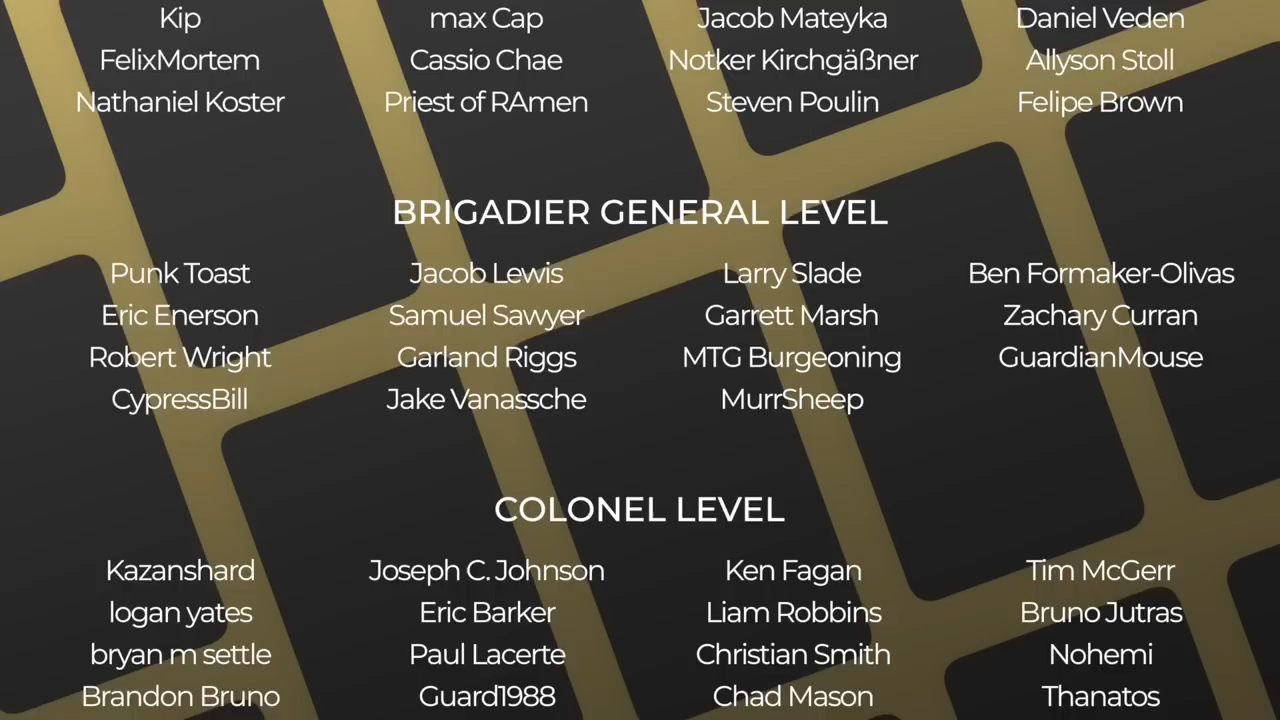 Kip max Cap Jacob Mateyka Daniel Veden
FelixMortem Cassio Chae Notker Kirchgäßner Allyson Stoll
Nathaniel Koster Priest of RAmen Steven Poulin Felipe Brown
BRIGADIER GENERAL LEVEL
Punk Toast Jacob Lewis Larry Slade Ben Formaker-Olivas
Eric Enerson Samuel Sawyer Garrett Marsh Zachary Curran
Robert Wright Garland Riggs MTG Burgeoning GuardianMouse
CypressBill Jake Vanassche MurrSheep
COLONEL LEVEL
Kazanshard Joseph C. Johnson Ken Fagan Tim McGerr
logan yates Eric Barker Liam Robbins Bruno Jutras
bryan m settle Paul Lacerte Christian Smith Nohemi
Brandon Bruno Guard1988 Chad Mason Thanatos